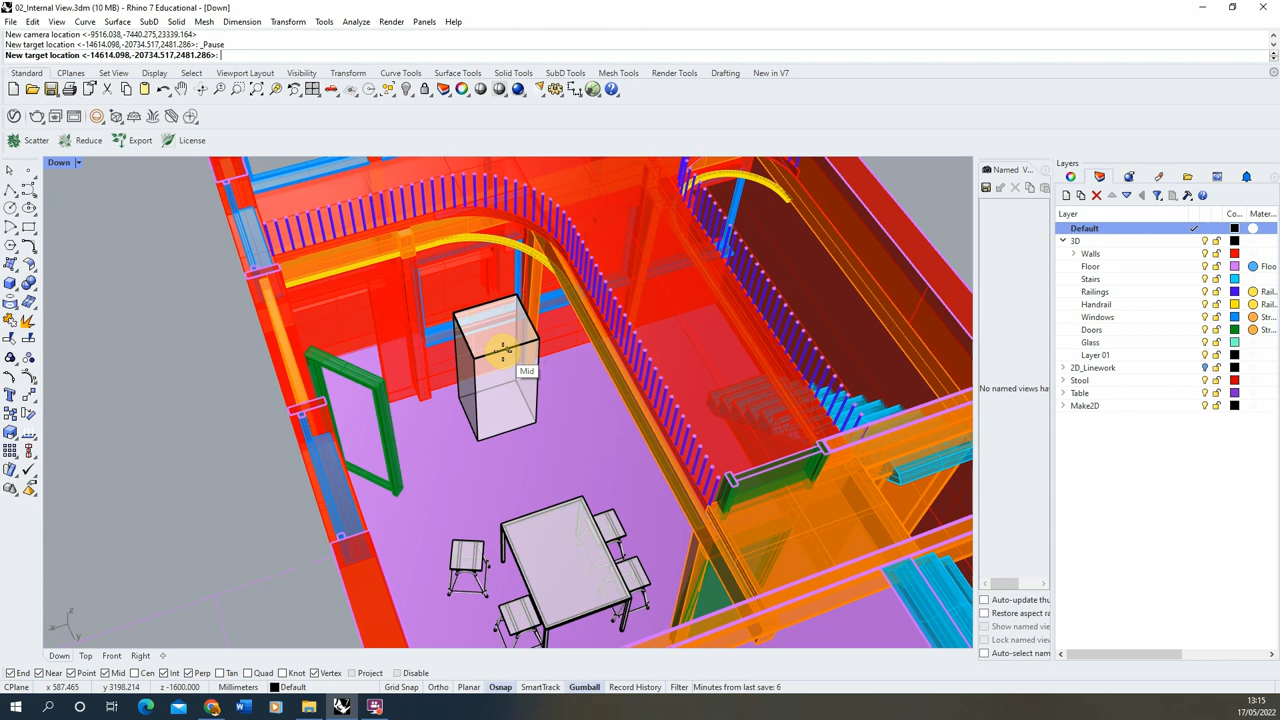 02_Internal View.3dm (10 MB) - Rhino 7 Educational - [Down]
File Edit View Curve Surface SubD Solid Mesh Dimension Transform Tools Analyze Render Panels Help
New camera location <-9516.038,-7440.275,23339.164>
New target location <-14614.098,-20734.517,2481.286>: _Pause
New target location <-14614.098,-20734.517,2481.286>:
Standard CPlanes Set View Display Select Viewport Layout Visibility Transform Curve Tools Surface Tools Solid Tools SubD Tools Mesh Tools Render Tools Drafting New in V7
Scatter Reduce Export License
Down
Named V
Layers
Layer Co... Mater...
Default
3D
Walls
Floor Floo
Stairs
Railings Rail
Handrail Rail
Windows Str...
Doors Str...
Glass
Layer 01
2D_Linework
Stool
Table
Make2D
No named views ha
Mid
Auto-update thu
Restore aspect ra
Show named vie
Lock named view
Auto-select nam
z
x
y
Down Top Front Right
End Near Point Mid Cen Int Perp Tan Quad Knot Vertex Project Disable
CPlane x 587.465 y 3198.214 z -1600.000 Millimeters Default Grid Snap Ortho Planar Osnap SmartTrack Gumball Record History Filter Minutes from last save: 6
13:15
17/05/2022